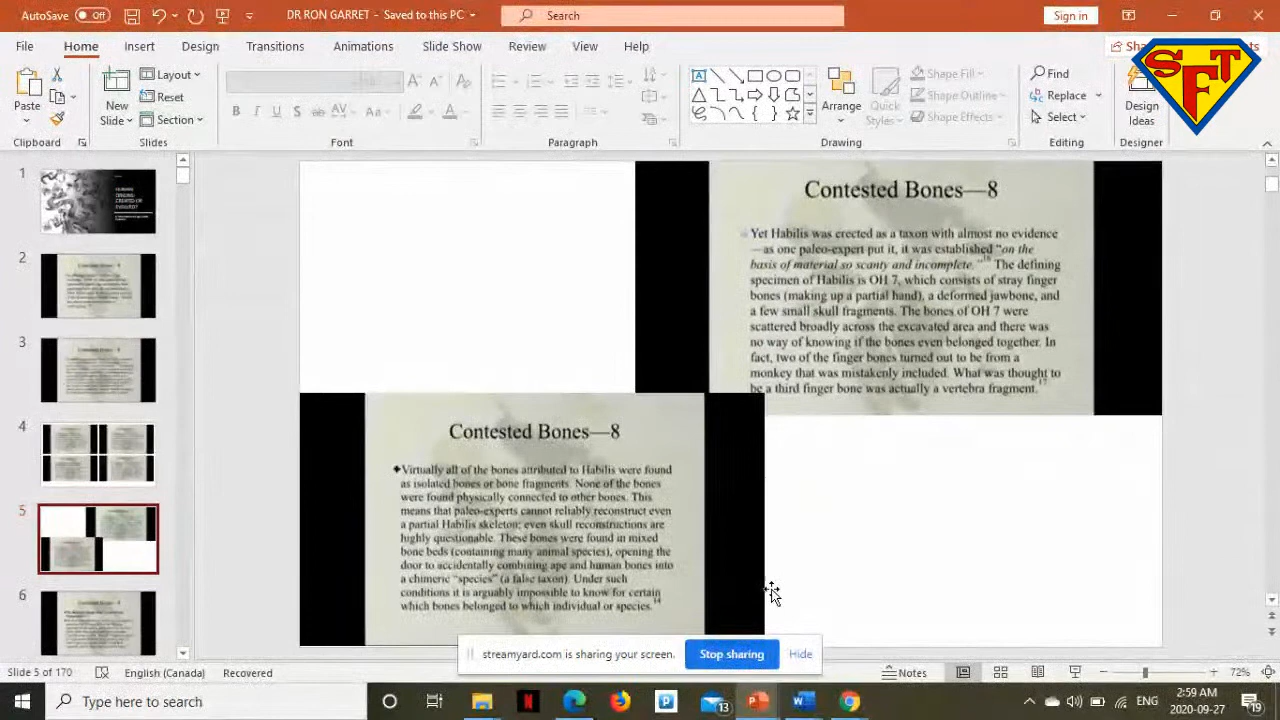 AutoSave Off
DR RON GARRET - Saved to this PC
Search
Sign in
File Home Insert Design Transitions Animations Slide Show Review View Help
SFT
Paste
New Slide
Layout
Reset
Section
Arrange
Quick Styles
Shape Fill
Shape Outline
Shape Effects
Find
Replace
Select
Design Ideas
Clipboard
Slides
Font
Paragraph
Drawing
Editing
Designer
1
2
3
4
5
6
Contested Bones—8
Yet Habilis was erected as a taxon with almost no evidence
—as one paleo-expert put it, it was established "on the
basis of material so scanty and incomplete." The defining
specimen of Habilis is OH 7, which consists of stray finger
bones (making up a partial hand), a deformed jawbone, and
a few small skull fragments. The bones of OH 7 were
scattered broadly across the excavated area and there was
no way of knowing if the bones even belonged together. In
fact, two of the finger bones turned out to be from a
monkey that was mistakenly included. What was thought to
be a third finger bone was actually a vertebra fragment.
Contested Bones—8
Virtually all of the bones attributed to Habilis were found
as isolated bones or bone fragments. None of the bones
were found physically connected to other bones. This
means that paleo-experts cannot reliably reconstruct even
a partial Habilis skeleton; even skull reconstructions are
highly questionable. These bones were found in mixed
bone beds (containing many animal species), opening the
door to accidentally combining ape and human bones into
a chimeric "species" (a false taxon). Under such
conditions it is arguably impossible to know for certain
which bones belonged to which individual or species.
streamyard.com is sharing your screen.
Stop sharing
Hide
Slide 5 of 170
English (Canada)
Recovered
Notes
72%
Type here to search
13
ENG
2:59 AM
2020-09-27
19